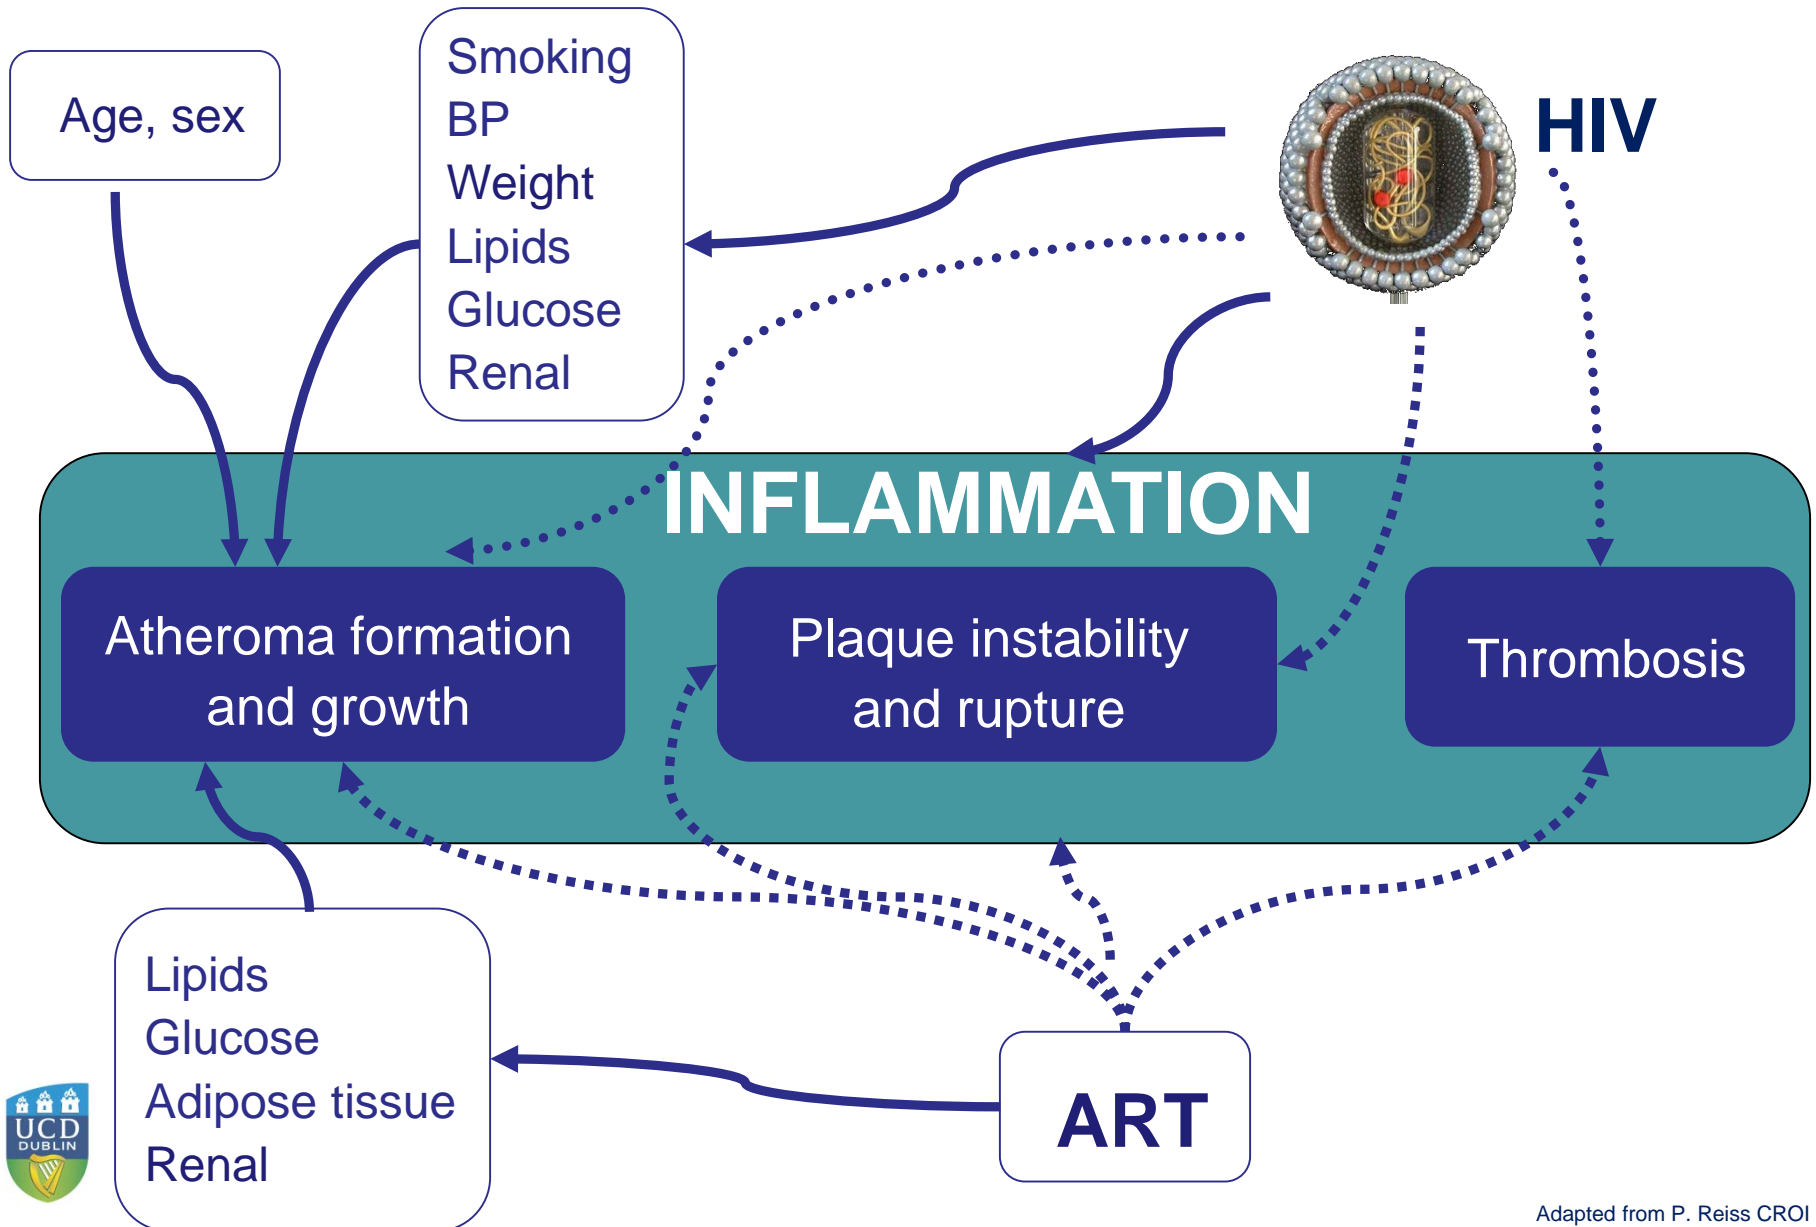 Age, sex
Smoking
BP
Weight
Lipids
Glucose
Renal
HIV
INFLAMMATION
Atheroma formation
and growth
Plaque instability
and rupture
Thrombosis
Lipids
Glucose
Adipose tissue
Renal
ART
UCD
DUBLIN
Adapted from P. Reiss CROI